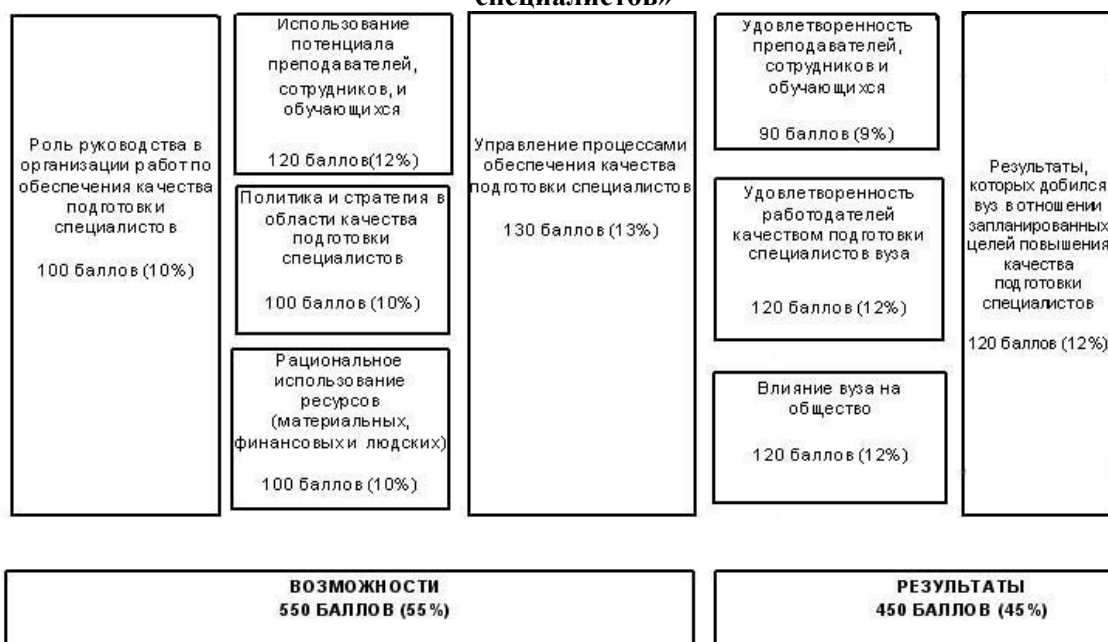 специалистов»
Роль руководства в
организации работ по
обеспечения качества
подготовки
специалистов
100 баллов (10%)
Использование
потенциала
преподавателей,
сотрудников, и
обучающихся
120 баллов(12%)
Политика и стратегия в
области качества
подготовки
специалистов
100 баллов (10%)
Рациональное
использование
ресурсов
(материальных,
финансовых и людских)
100 баллов (10%)
Управление процессами
обеспечения качества
подготовки специалистов
130 баллов (13%)
Удовлетворенность
преподавателей,
сотрудников и
обучающихся
90 баллов (9%)
Удовлетворенность
работодателей
качеством подготовки
специалистов вуза
120 баллов (12%)
Влияние вуза на
общество
120 баллов (12%)
Результаты,
которых добился
вуз в отношении
запланированных
целей повышения
качества
подготовки
специалистов
120 баллов (12%)
ВОЗМОЖНОСТИ
550 БАЛЛОВ (55%)
РЕЗУЛЬТАТЫ
450 БАЛЛОВ (45%)